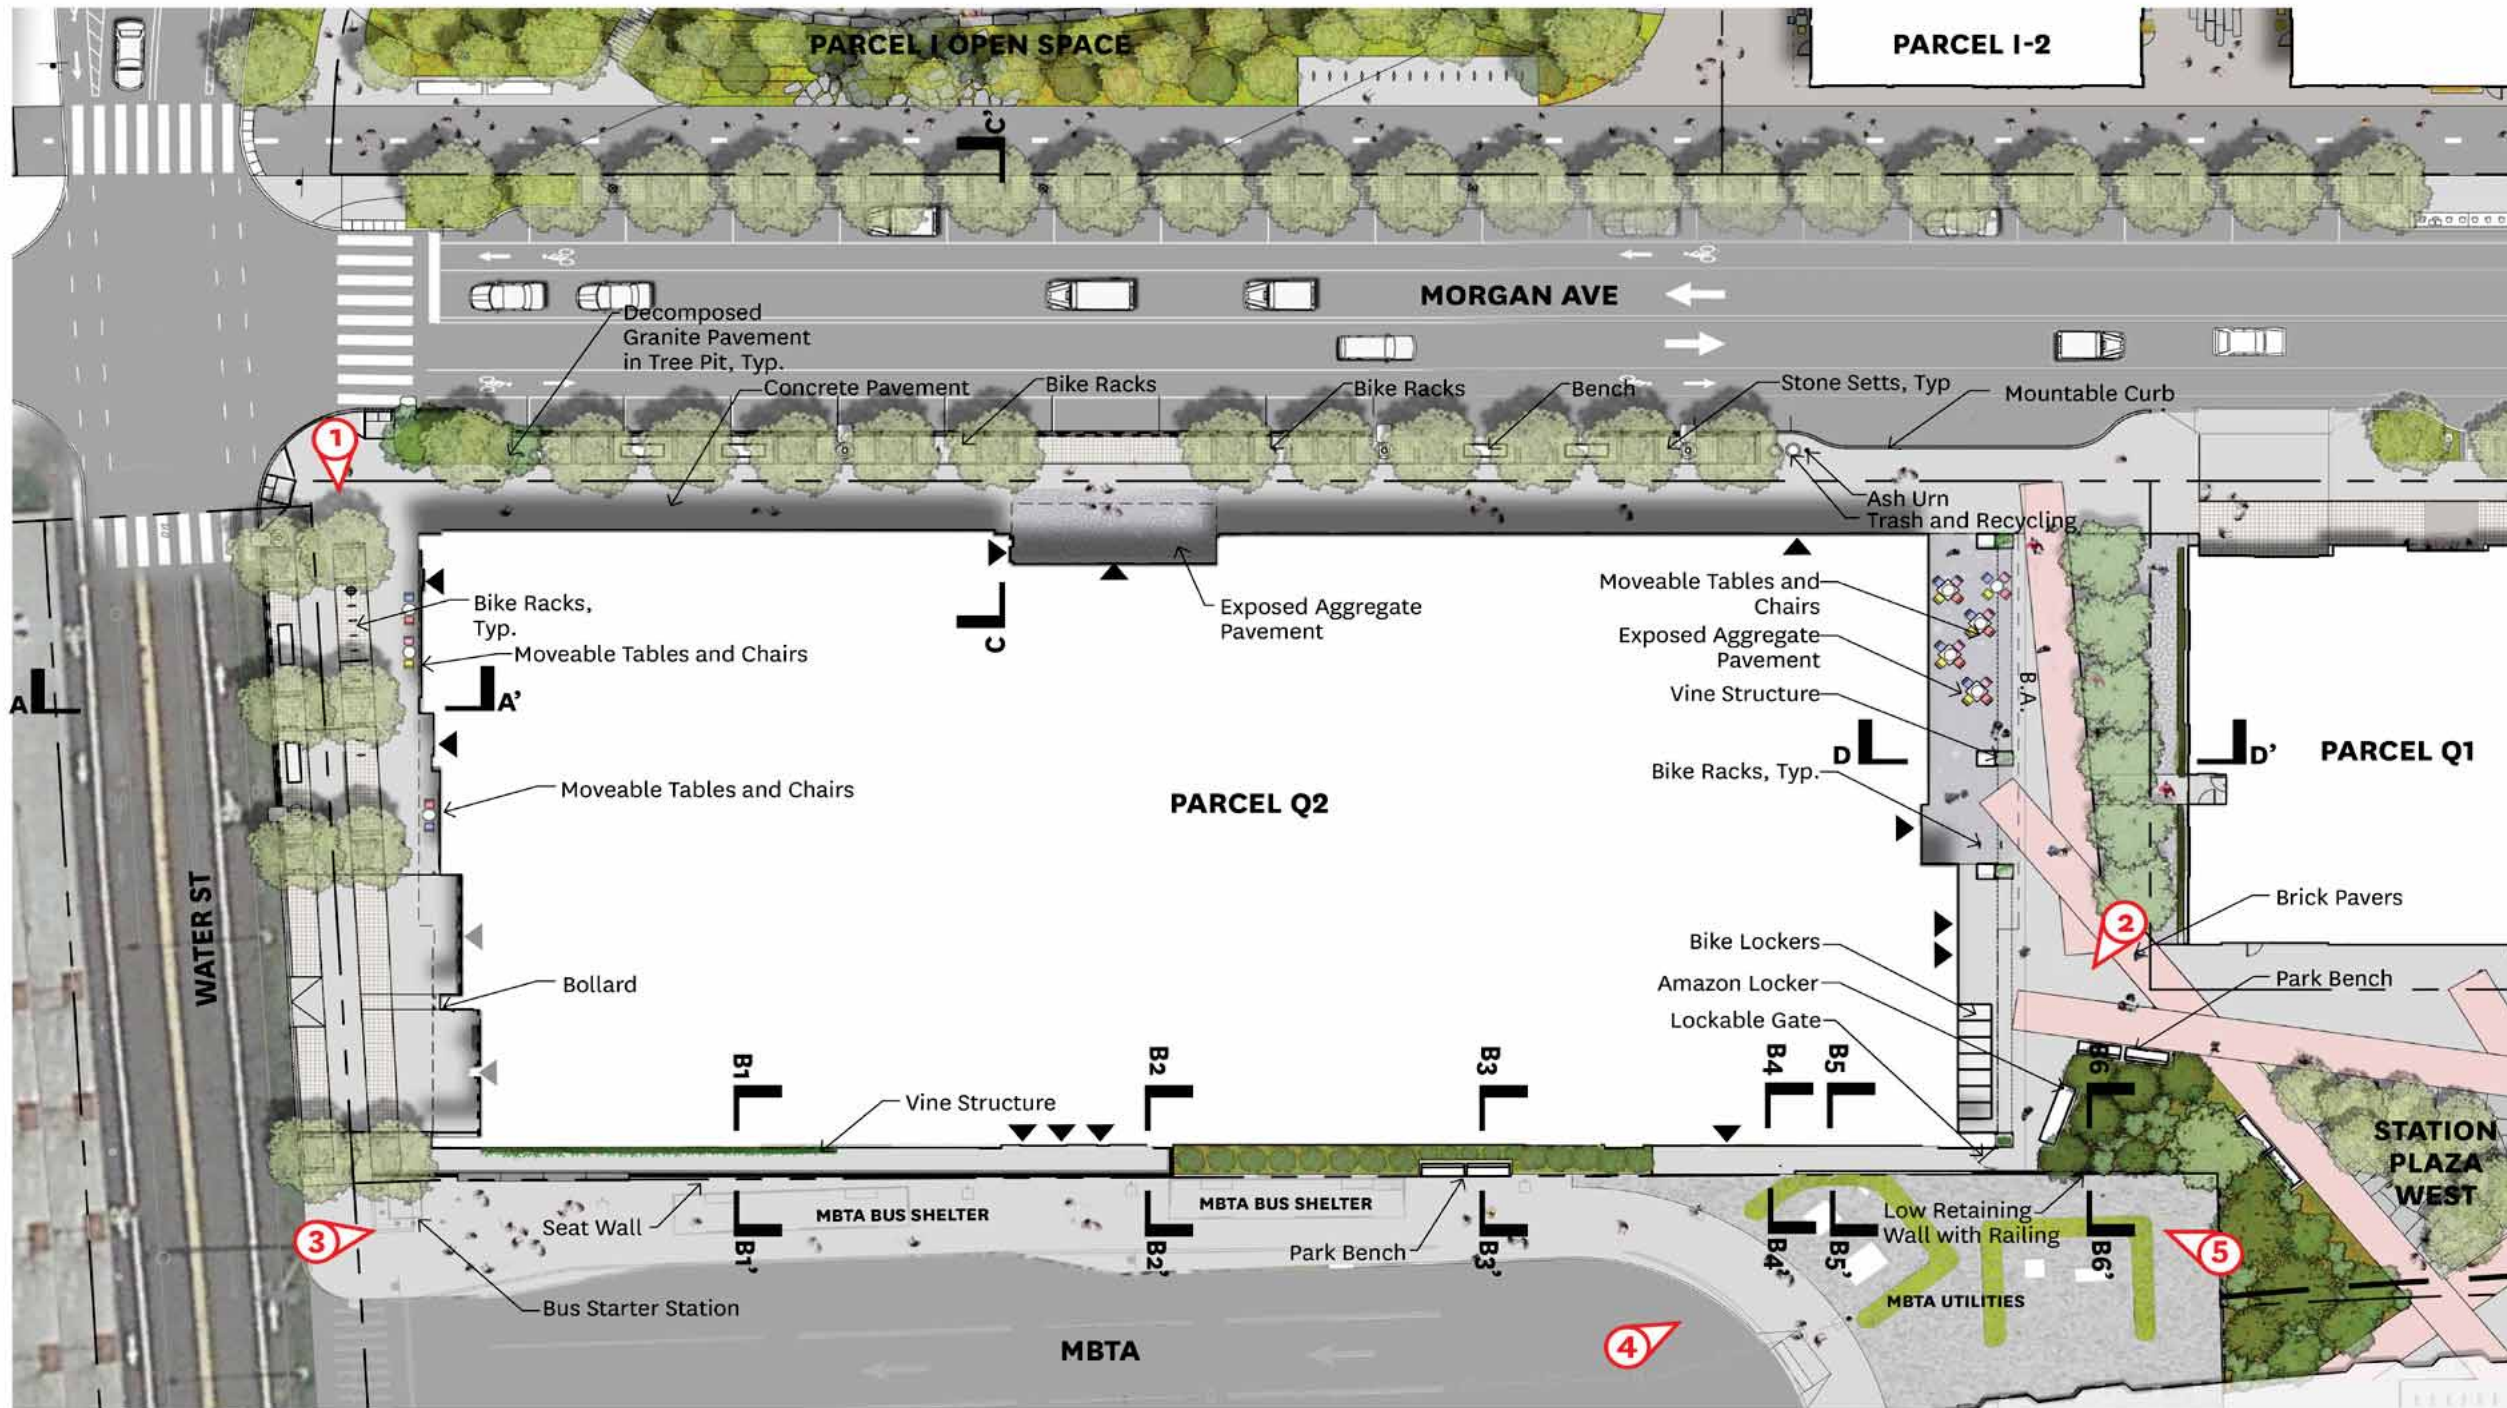 PARCEL I OPEN SPACE
PARCEL I-2
C'
MORGAN AVE
Decomposed
Granite Pavement
in Tree Pit, Typ.
Concrete Pavement
Bike Racks
Bike Racks
Bench
Stone Setts, Typ
Mountable Curb
1
Ash Urn
Trash and Recycling
Bike Racks,
Typ.
Moveable Tables and Chairs
Exposed Aggregate
Pavement
C
Moveable Tables and
Chairs
Exposed Aggregate
Pavement
Vine Structure
B.A.
A
A'
D
D'
PARCEL Q1
Bike Racks, Typ.
Moveable Tables and Chairs
PARCEL Q2
WATER ST
Brick Pavers
2
Bike Lockers
Amazon Locker
Lockable Gate
Park Bench
Bollard
B1
B2
B3
B4
B5
B6
Vine Structure
STATION
PLAZA
WEST
MBTA BUS SHELTER
MBTA BUS SHELTER
Seat Wall
3
Park Bench
Low Retaining
Wall with Railing
5
B1'
B2'
B3'
B4'
B5'
B6'
Bus Starter Station
MBTA UTILITIES
4
MBTA